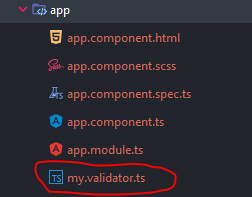 app
app.component.html
app.component.scss
app.component.spec.ts
app.component.ts
app.module.ts
TS my.validator.ts